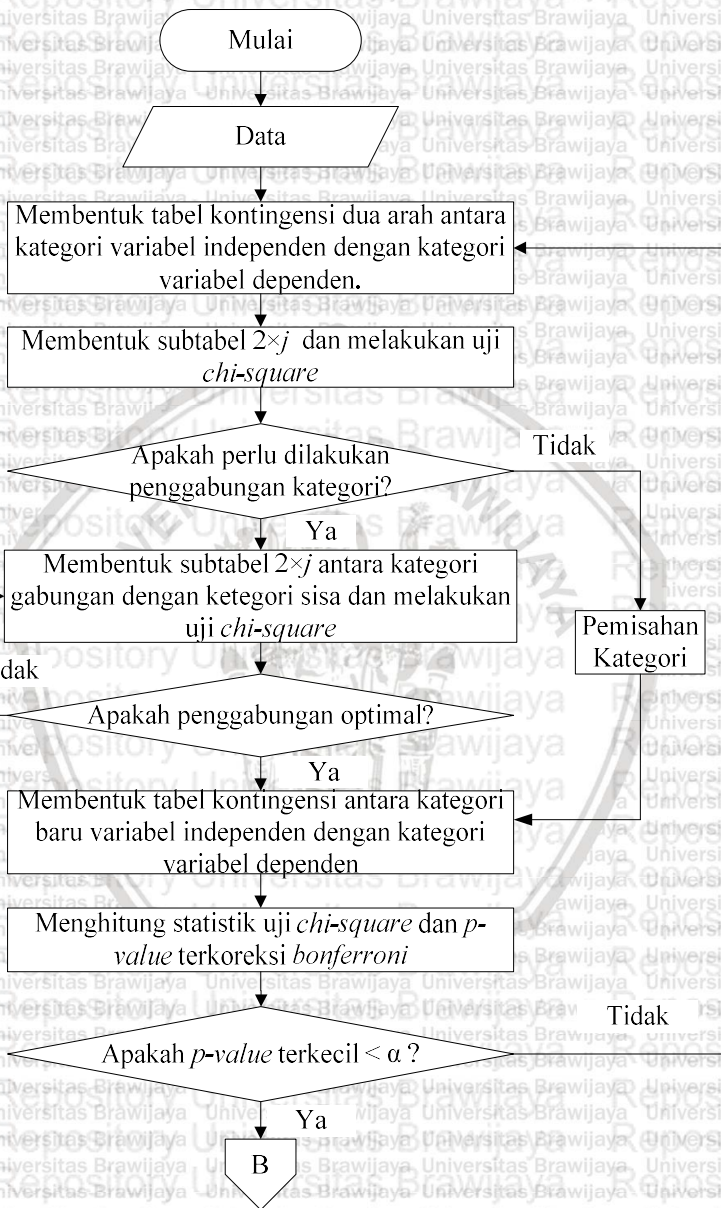 Mulai
Data
Membentuk tabel kontingensi dua arah antara
kategori variabel independen dengan kategori
variabel dependen.
Membentuk subtabel 2×j dan melakukan uji
chi-square
Apakah perlu dilakukan
penggabungan kategori?
Tidak
Ya
Membentuk subtabel 2×j antara kategori
gabungan dengan ketegori sisa dan melakukan
uji chi-square
Pemisahan
Kategori
dak
Apakah penggabungan optimal?
Ya
Membentuk tabel kontingensi antara kategori
baru variabel independen dengan kategori
variabel dependen
Menghitung statistik uji chi-square dan p-
value terkoreksi bonferroni
Tidak
Apakah p-value terkecil < α ?
Ya
B